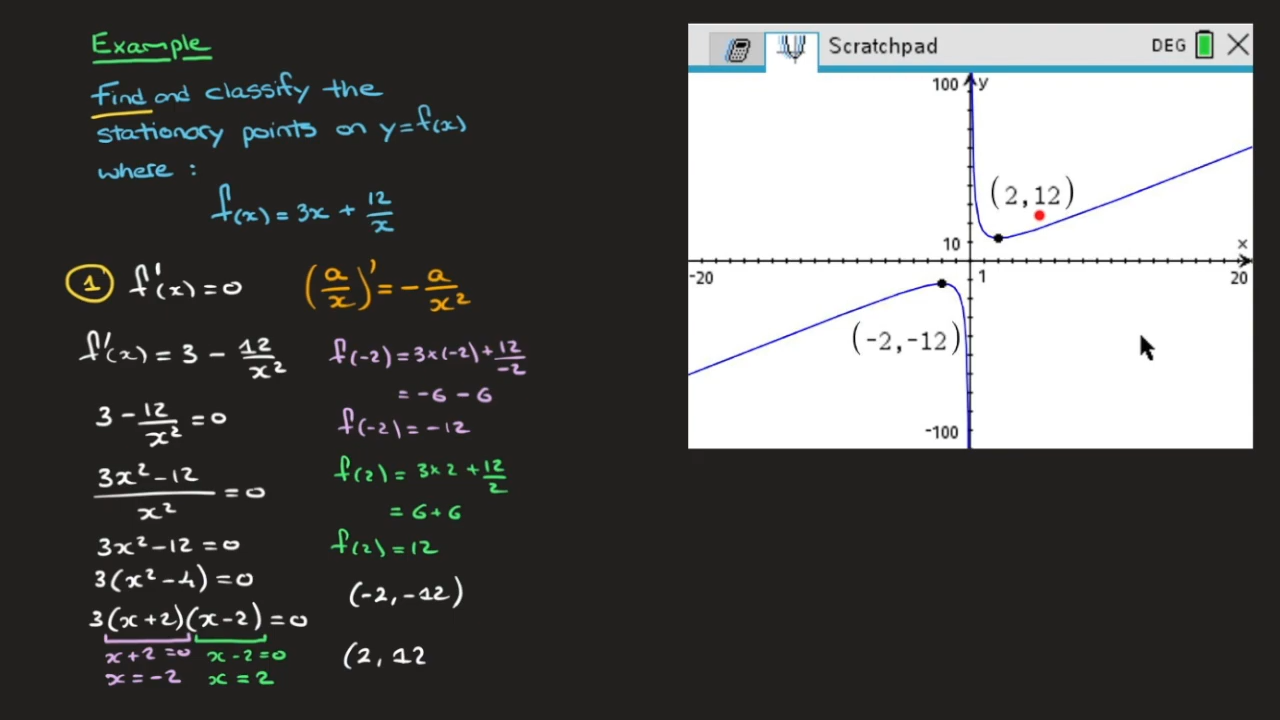 Example
Find and classify the
stationary points on y=f(x)
where :
f(x) = 3x + 12/x
1 f'(x) = 0
(a/x)' = - a/x²
f'(x) = 3 - 12/x²
3 - 12/x² = 0
(3x² - 12)/x² = 0
3x² - 12 = 0
3(x² - 4) = 0
3(x+2)(x-2) = 0
x+2=0 x-2=0
x = -2 x = 2
f(-2) = 3×(-2) + 12/-2
= -6 - 6
f(-2) = -12
f(2) = 3×2 + 12/2
= 6+6
f(2) = 12
(-2, -12)
(2, 12
Scratchpad DEG
100 y
(2,12)
10 x
-20 1 20
(-2,-12)
-100